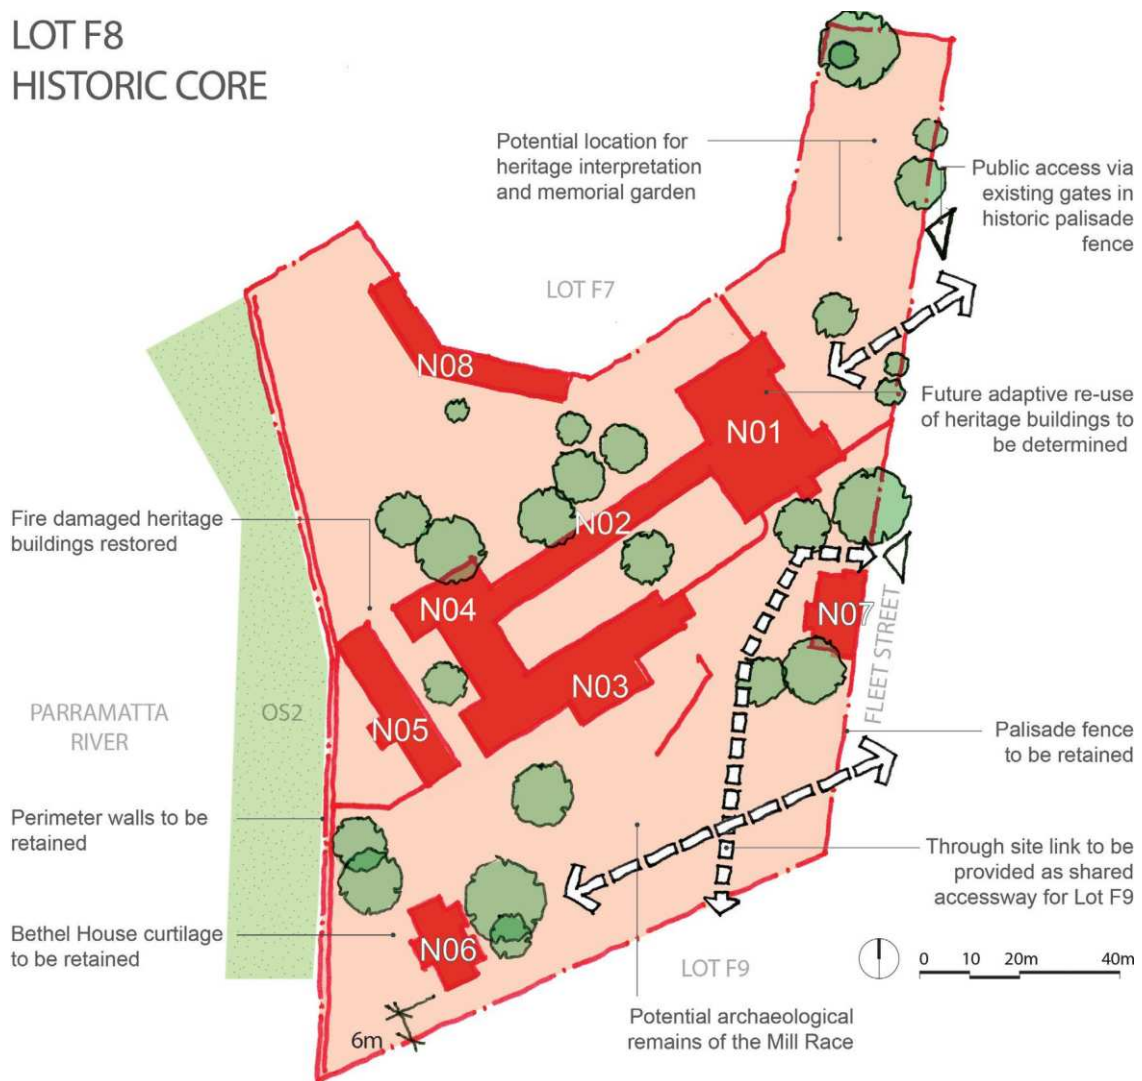 LOT F8
HISTORIC CORE
Potential location for
heritage interpretation
and memorial garden
Public access via
existing gates in
historic palisade
fence
LOT F7
N08
N01
Future adaptive re-use
of heritage buildings to
be determined
Fire damaged heritage
buildings restored
N02
N04
N07
FLEET STREET
N03
N05
PARRAMATTA
RIVER
OS2
Palisade fence
to be retained
Perimeter walls to be
retained
Through site link to be
provided as shared
accessway for Lot F9
Bethel House curtilage
to be retained
N06
LOT F9
0 10 20m 40m
Potential archaeological
remains of the Mill Race
6m